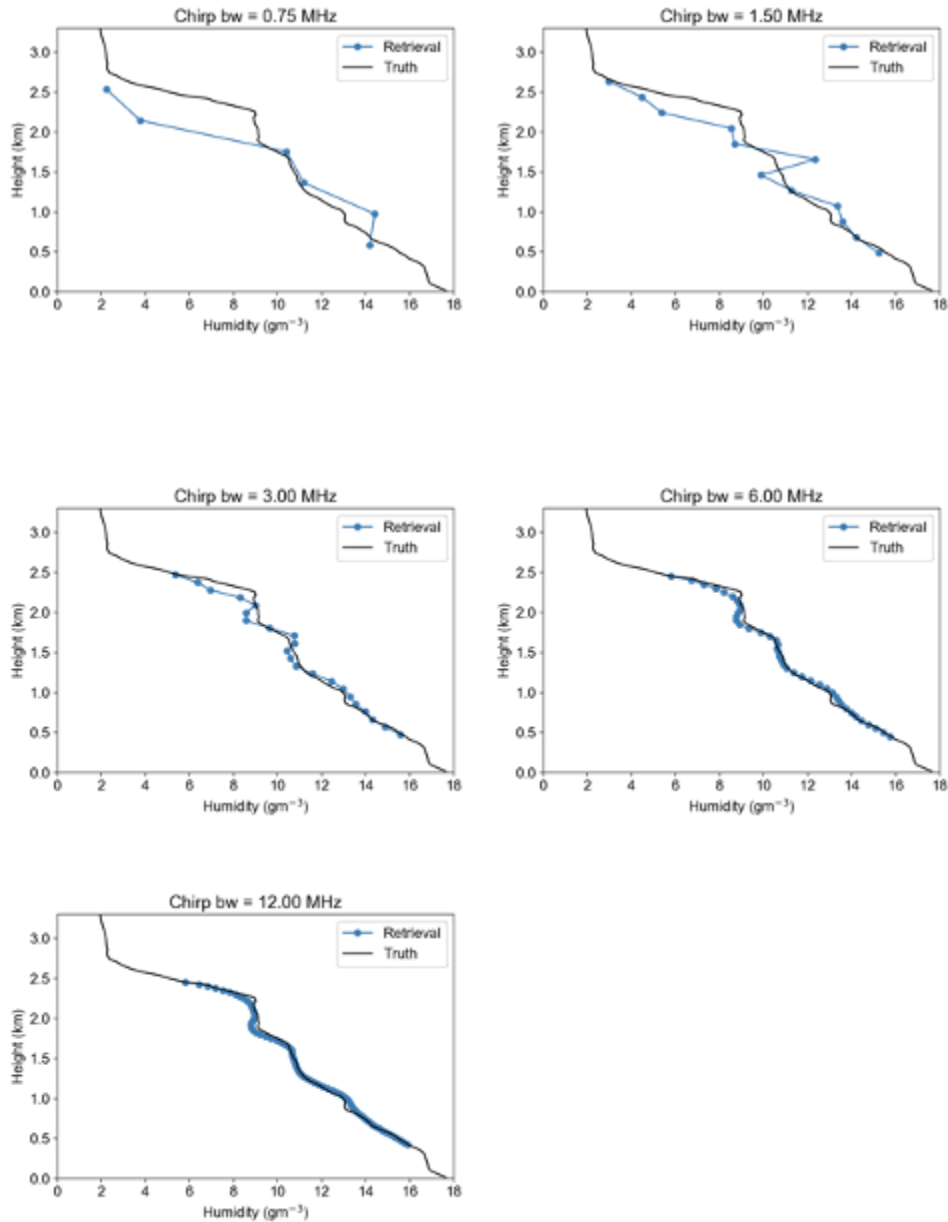 Chirp bw = 0.75 MHz
3.0
2.5
2.0
1.5
1.0
0.5
0.0
Height (km)
Retrieval
Truth
0 2 4 6 8 10 12 14 16 18
Humidity (gm⁻³)
Chirp bw = 1.50 MHz
3.0
2.5
2.0
1.5
1.0
0.5
0.0
Height (km)
Retrieval
Truth
0 2 4 6 8 10 12 14 16 18
Humidity (gm⁻³)
Chirp bw = 3.00 MHz
3.0
2.5
2.0
1.5
1.0
0.5
0.0
Height (km)
Retrieval
Truth
0 2 4 6 8 10 12 14 16 18
Humidity (gm⁻³)
Chirp bw = 6.00 MHz
3.0
2.5
2.0
1.5
1.0
0.5
0.0
Height (km)
Retrieval
Truth
0 2 4 6 8 10 12 14 16 18
Humidity (gm⁻³)
Chirp bw = 12.00 MHz
3.0
2.5
2.0
1.5
1.0
0.5
0.0
Height (km)
Retrieval
Truth
0 2 4 6 8 10 12 14 16 18
Humidity (gm⁻³)